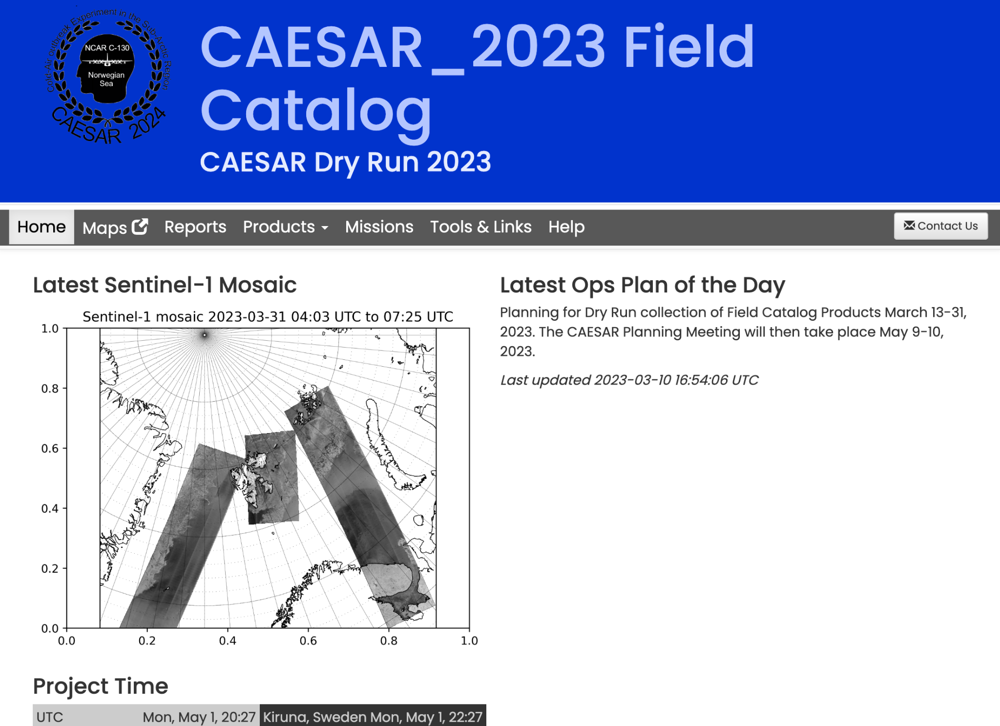 Cold-Air outbreak Experiment in the Sub-Arctic Region
NCAR C-130
Norwegian
Sea
CAESAR 2024
CAESAR_2023 Field
Catalog
CAESAR Dry Run 2023
Home Maps Reports Products Missions Tools & Links Help Contact Us
Latest Sentinel-1 Mosaic
Sentinel-1 mosaic 2023-03-31 04:03 UTC to 07:25 UTC
1.0
0.8
0.6
0.4
0.2
0.0
0.0 0.2 0.4 0.6 0.8 1.0
Latest Ops Plan of the Day
Planning for Dry Run collection of Field Catalog Products March 13-31,
2023. The CAESAR Planning Meeting will then take place May 9-10,
2023.
Last updated 2023-03-10 16:54:06 UTC
Project Time
UTC Mon, May 1, 20:27 Kiruna, Sweden Mon, May 1, 22:27